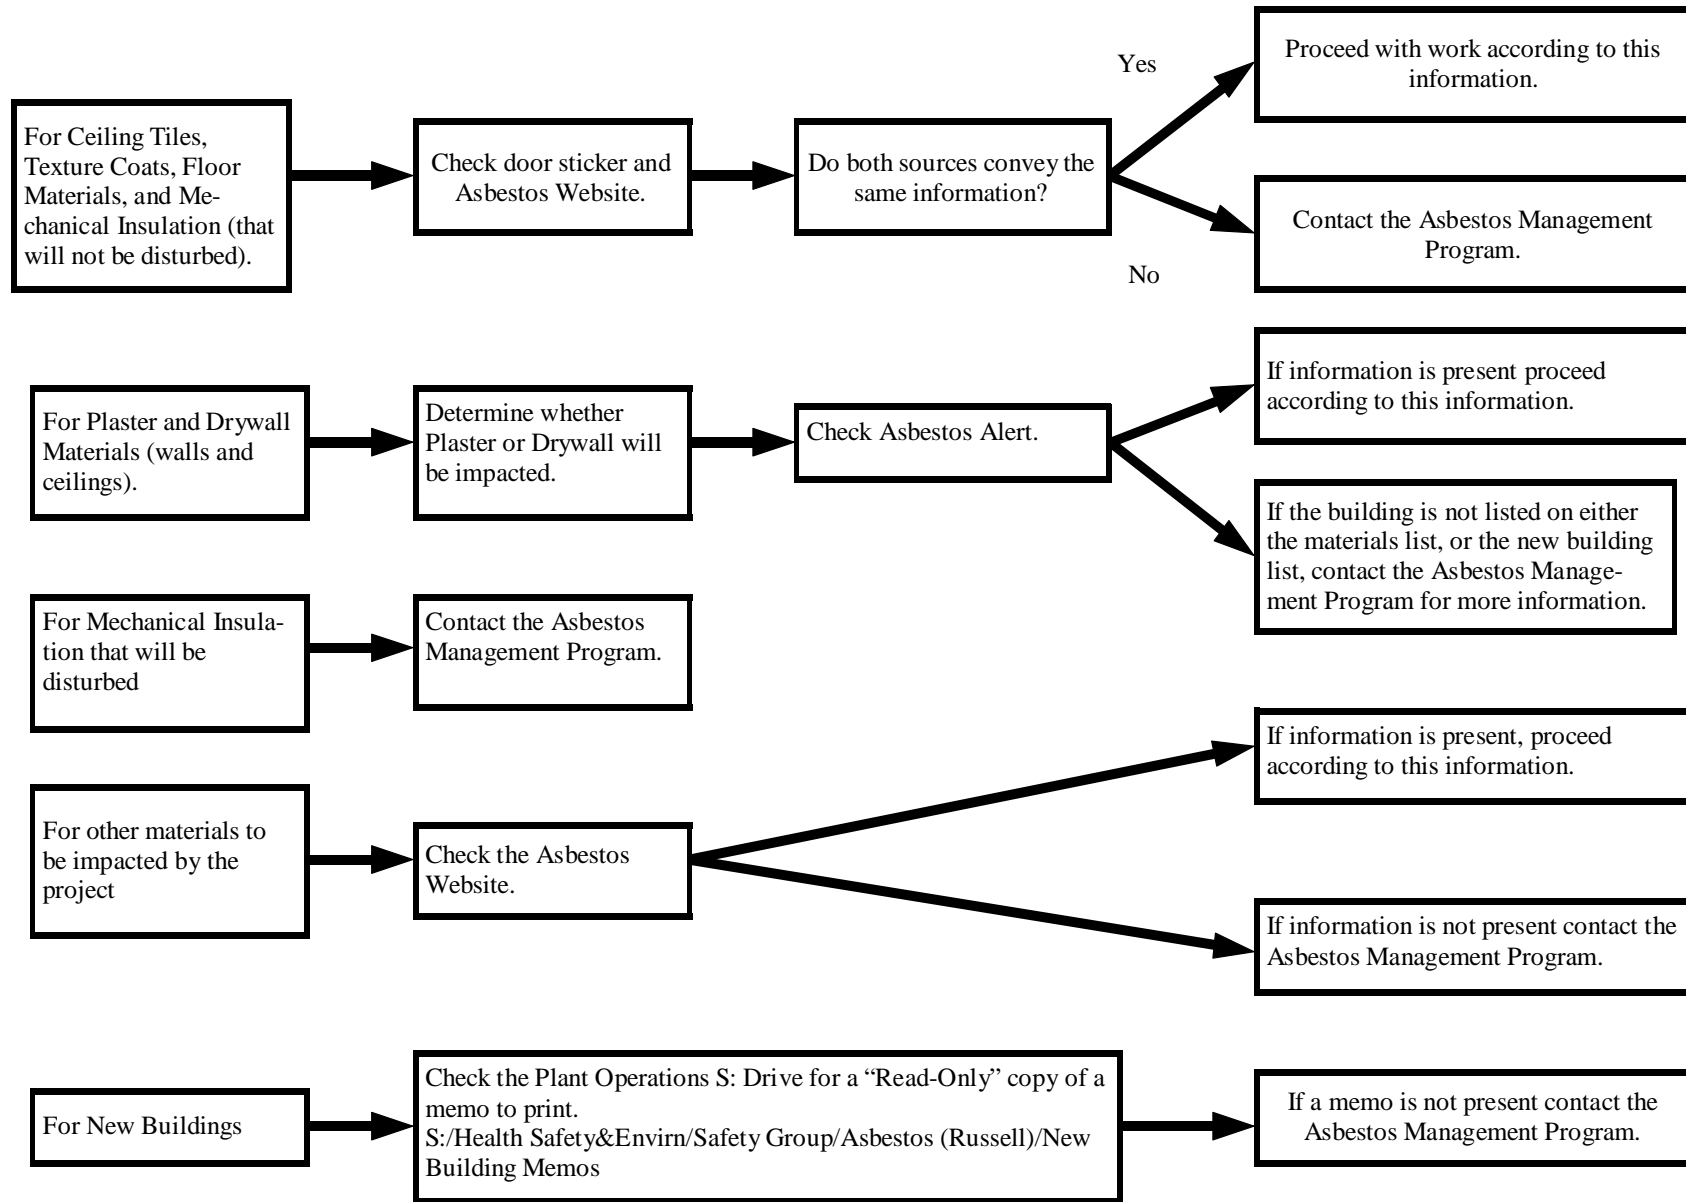 For Ceiling Tiles,
Texture Coats, Floor
Materials, and Me-
chanical Insulation (that
will not be disturbed).
Check door sticker and
Asbestos Website.
Do both sources convey the
same information?
Yes
Proceed with work according to this
information.
No
Contact the Asbestos Management
Program.
For Plaster and Drywall
Materials (walls and
ceilings).
Determine whether
Plaster or Drywall will
be impacted.
Check Asbestos Alert.
If information is present proceed
according to this information.
If the building is not listed on either
the materials list, or the new building
list, contact the Asbestos Manage-
ment Program for more information.
For Mechanical Insula-
tion that will be
disturbed
Contact the Asbestos
Management Program.
For other materials to
be impacted by the
project
Check the Asbestos
Website.
If information is present, proceed
according to this information.
If information is not present contact the
Asbestos Management Program.
For New Buildings
Check the Plant Operations S: Drive for a “Read-Only” copy of a
memo to print.
S:/Health Safety&Envirn/Safety Group/Asbestos (Russell)/New
Building Memos
If a memo is not present contact the
Asbestos Management Program.